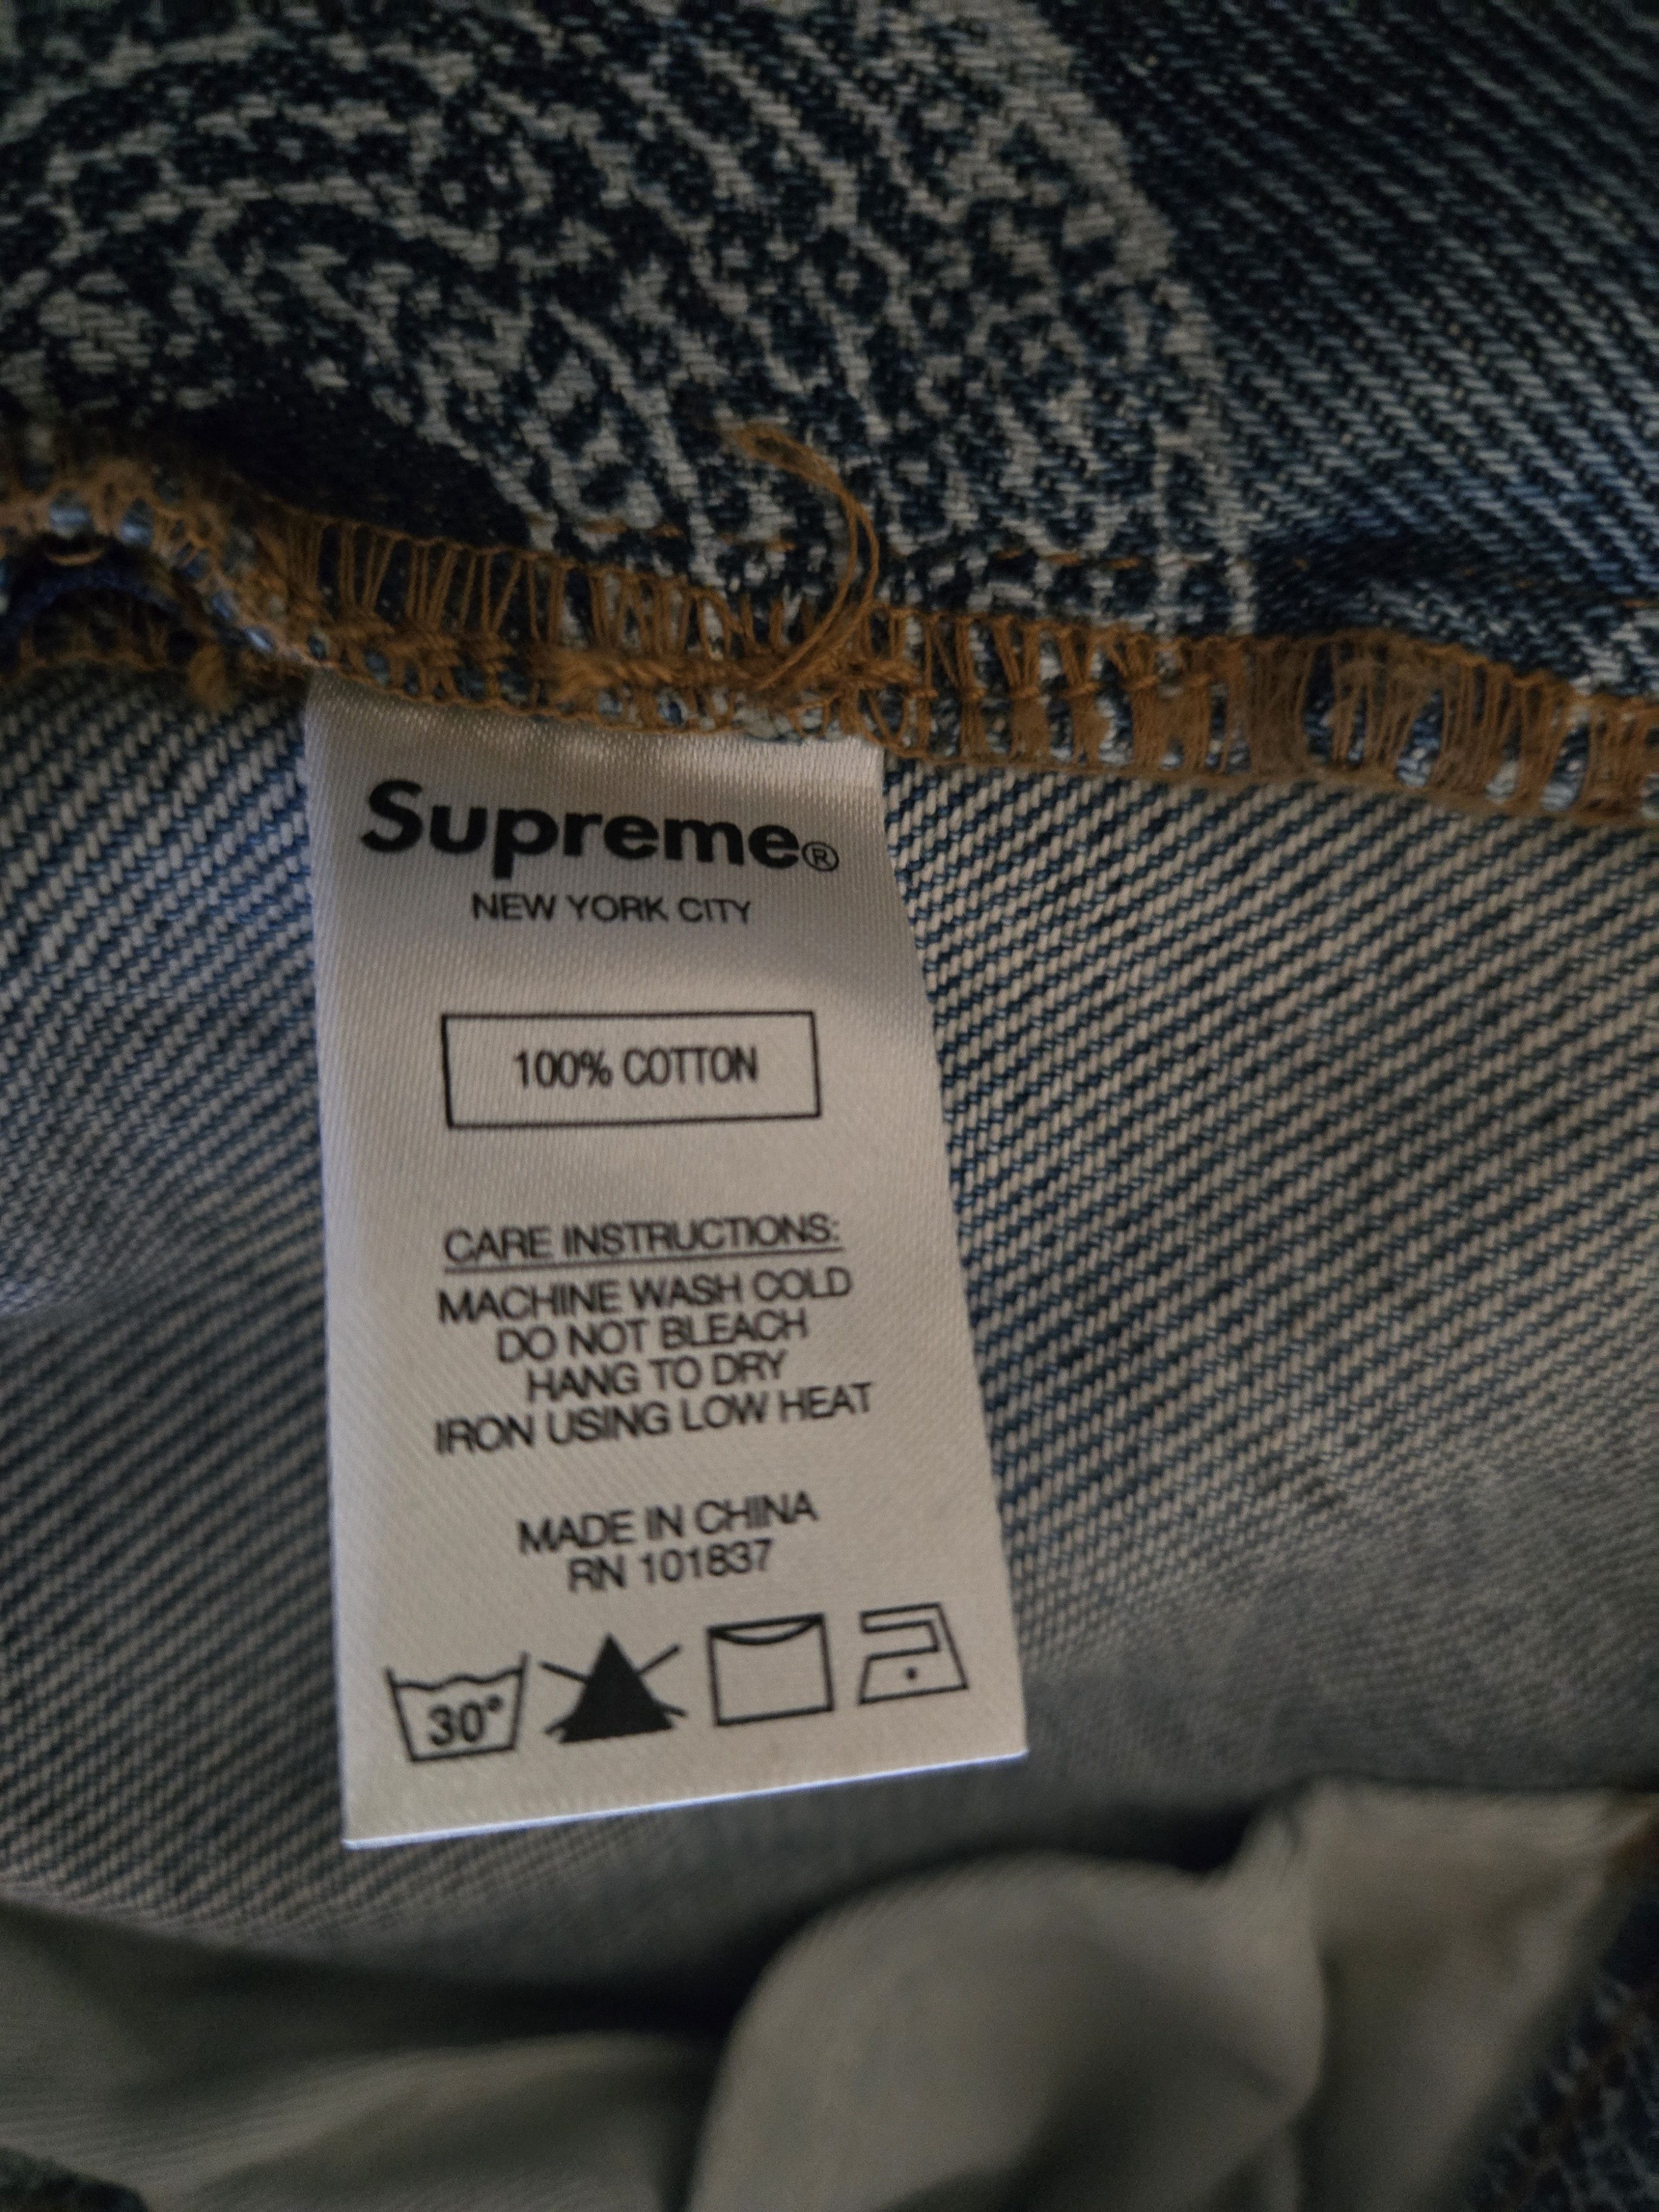 Supreme®
NEW YORK CITY
100% COTTON
CARE INSTRUCTIONS:
MACHINE WASH COLD
DO NOT BLEACH
HANG TO DRY
IRON USING LOW HEAT
MADE IN CHINA
RN 101837
30°